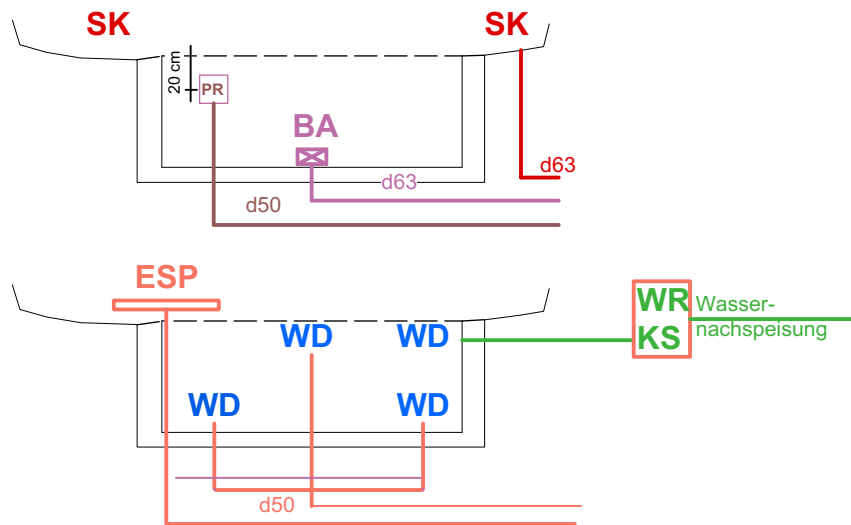 SK
SK
20 cm
PR
BA
d63
d63
d50
ESP
WD
WD
WR
KS
Wasser-
nachspeisung
WD
WD
d50